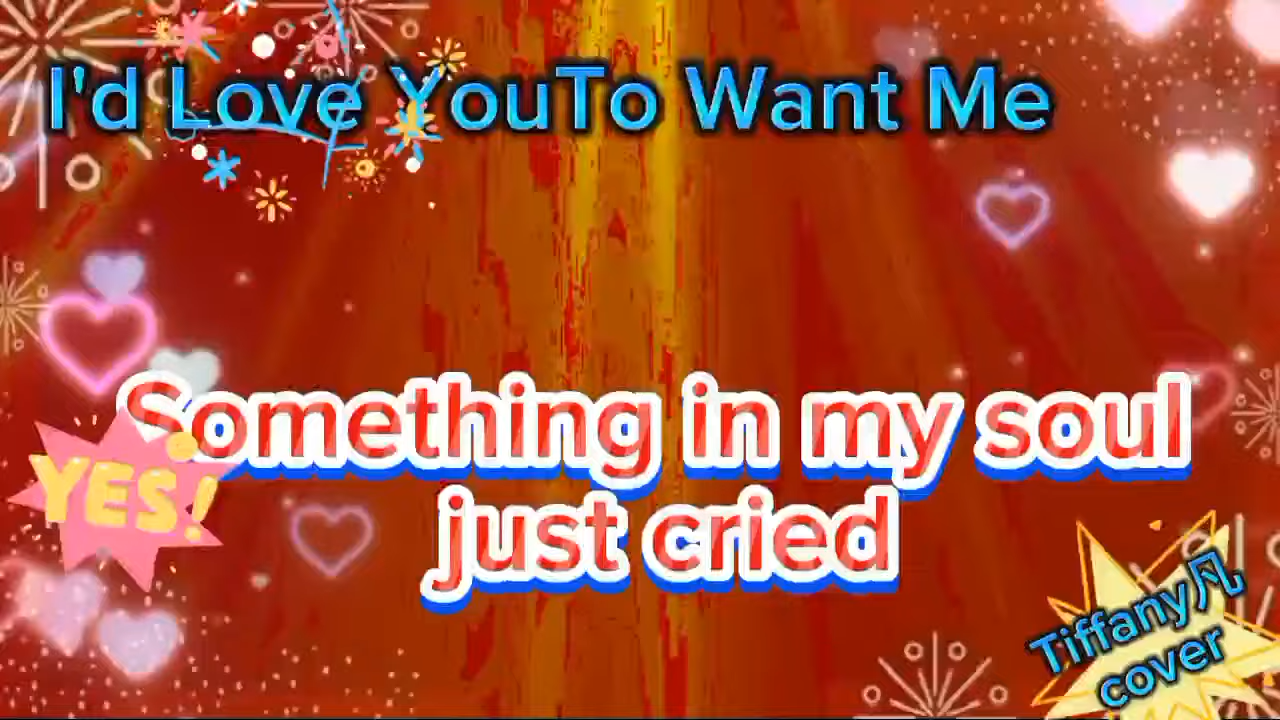 I'd Love YouTo Want Me
Something in my soul
just cried
YES!
Tiffany凡
cover